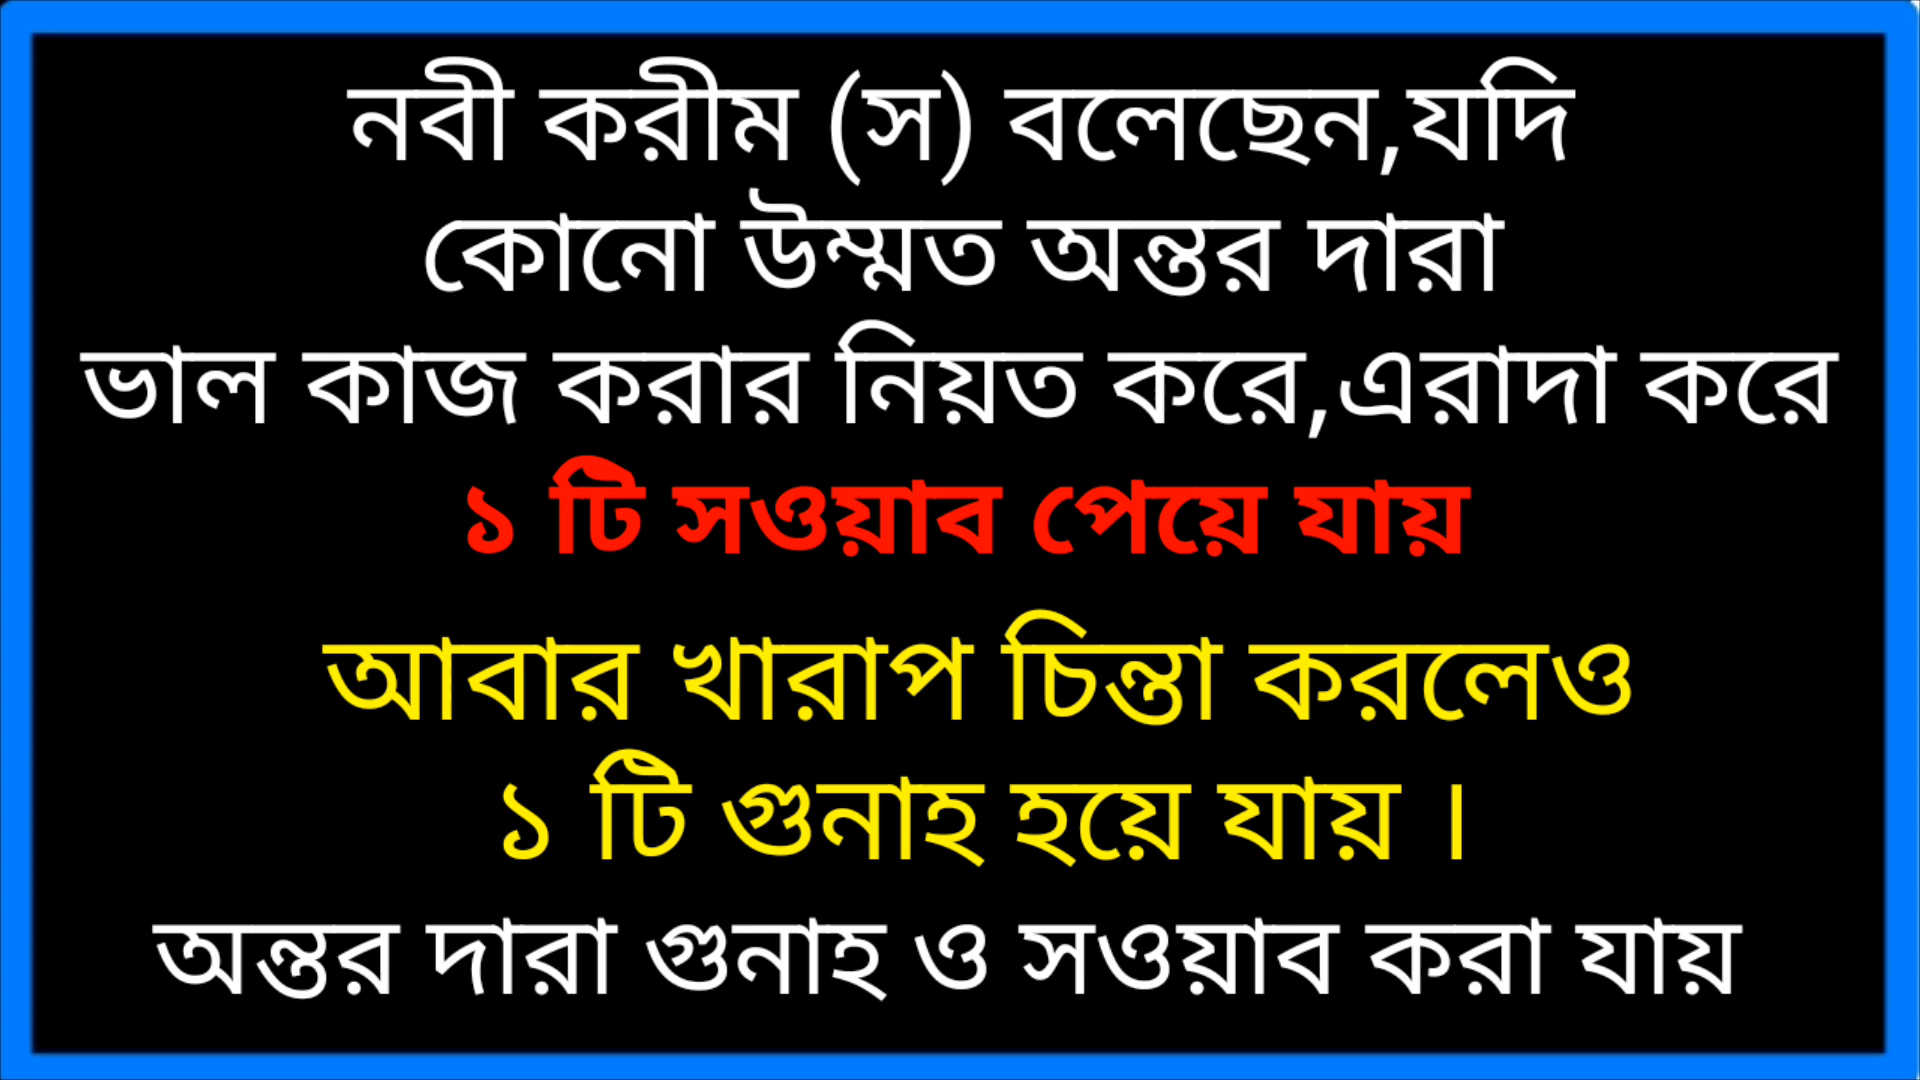 নবী করীম (স) বলেছেন,যদি
কোনো উম্মত অন্তর দারা
ভাল কাজ করার নিয়ত করে,এরাদা করে
১ টি সওয়াব পেয়ে যায়
আবার খারাপ চিন্তা করলেও
১ টি গুনাহ হয়ে যায় ।
অন্তর দারা গুনাহ ও সওয়াব করা যায়